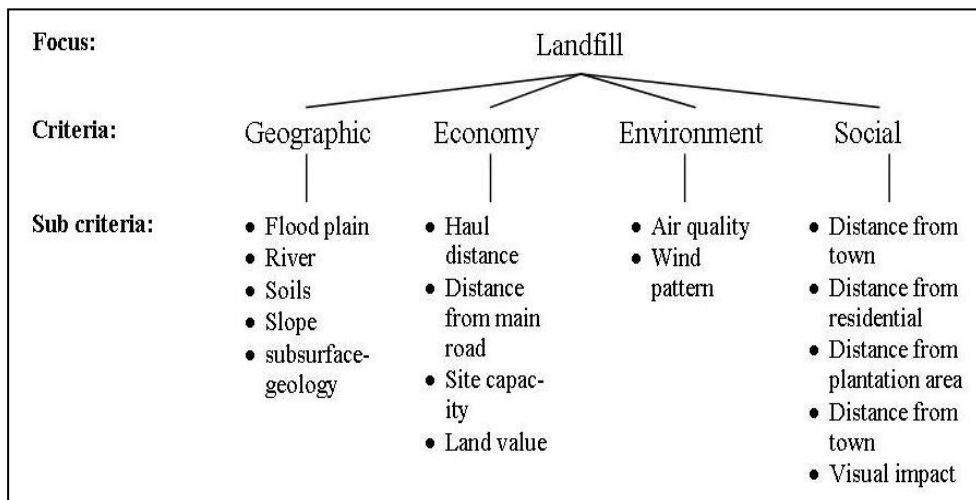 Focus:
Landfill
Criteria:
Geographic
Economy
Environment
Social
Sub criteria:
• Flood plain
• River
• Soils
• Slope
• subsurface-
geology
• Haul
distance
• Distance
from main
road
• Site capac-
ity
• Land value
• Air quality
• Wind
pattern
• Distance from
town
• Distance from
residential
• Distance from
plantation area
• Distance from
town
• Visual impact